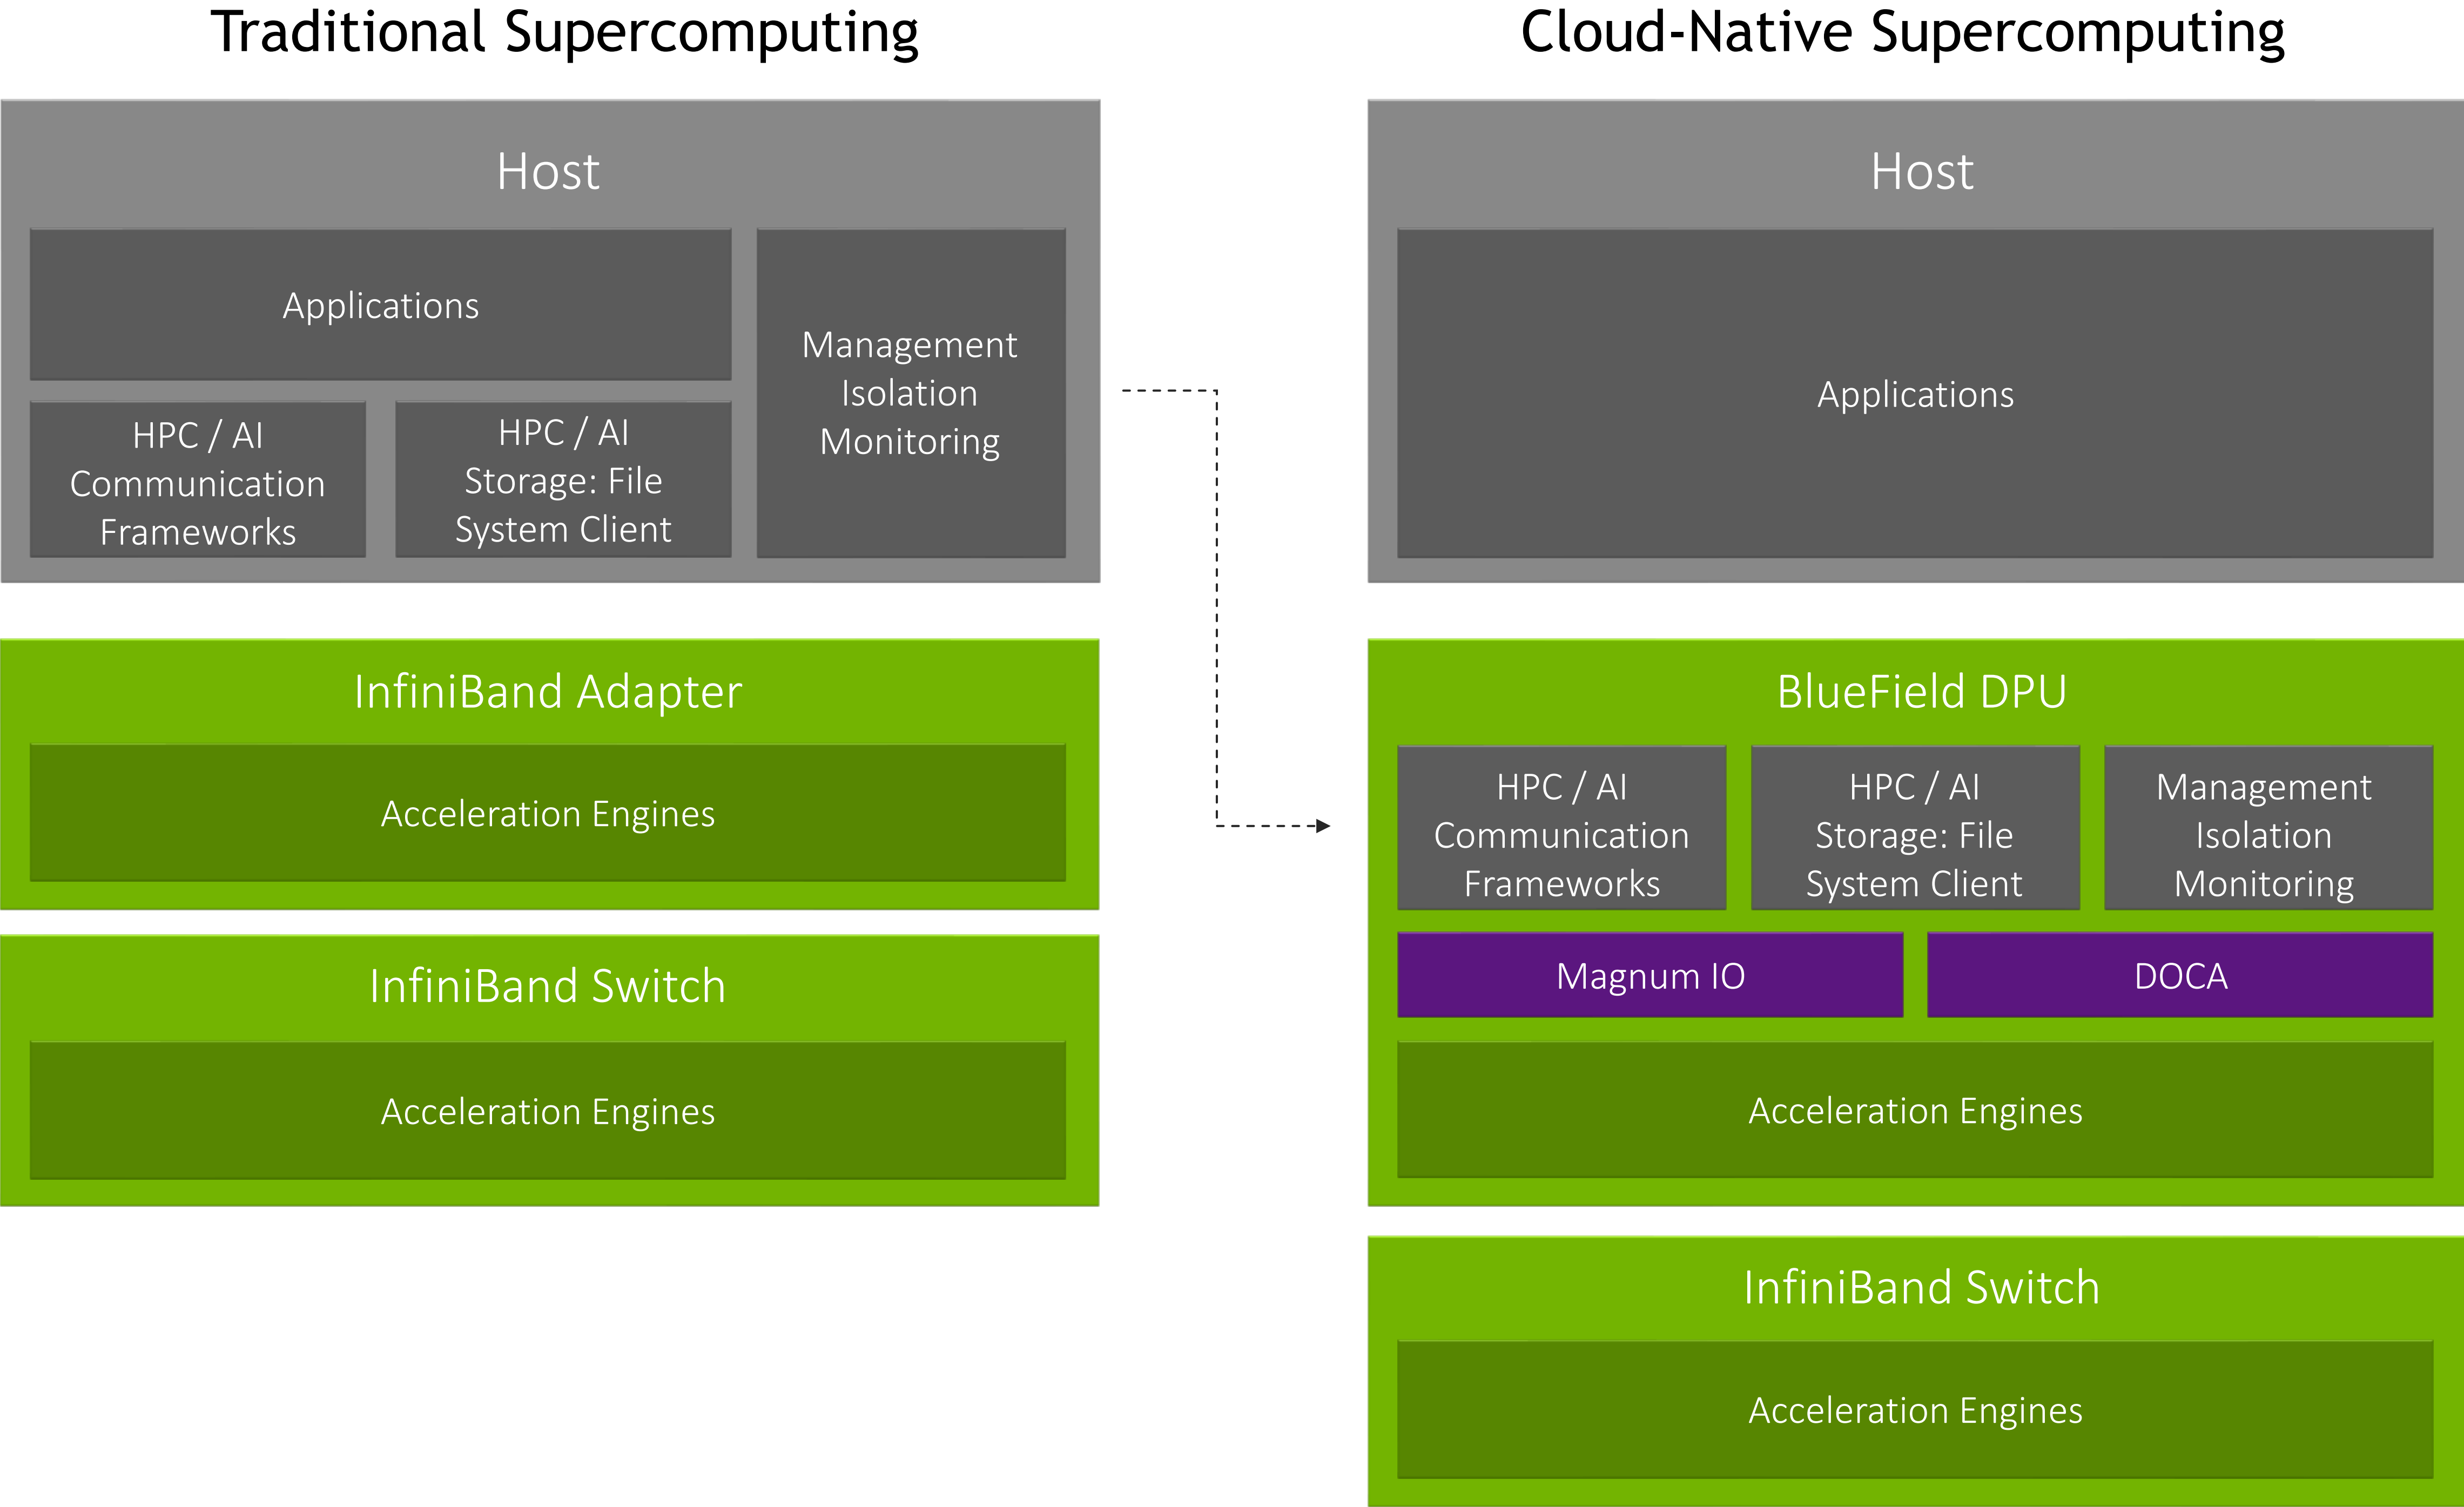 Traditional Supercomputing
Host
Applications
HPC / AI
Communication
Frameworks
HPC / AI
Storage: File
System Client
Management
Isolation
Monitoring
InfiniBand Adapter
Acceleration Engines
InfiniBand Switch
Acceleration Engines
Cloud-Native Supercomputing
Host
Applications
BlueField DPU
HPC / AI
Communication
Frameworks
HPC / AI
Storage: File
System Client
Management
Isolation
Monitoring
Magnum IO
DOCA
Acceleration Engines
InfiniBand Switch
Acceleration Engines